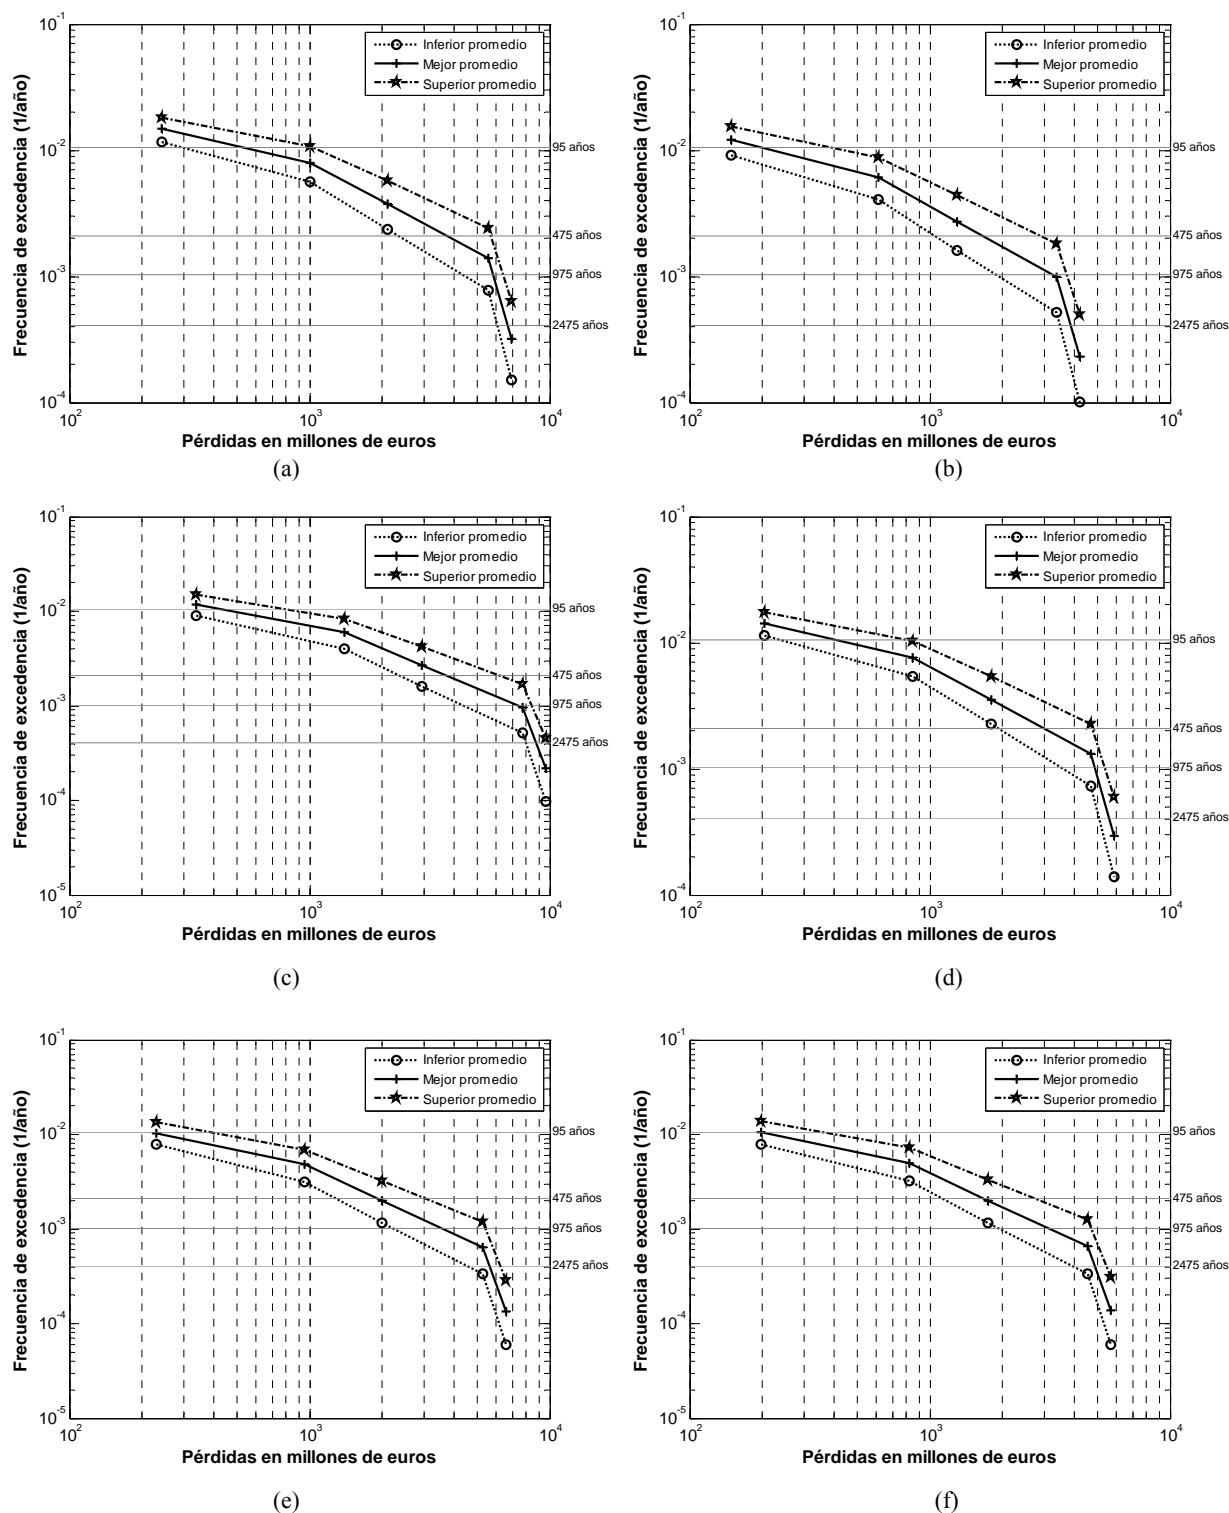 10^-1
10^-2
10^-3
10^-4
Frecuencia de excedencia (1/año)
Inferior promedio
Mejor promedio
Superior promedio
95 años
475 años
975 años
2475 años
10^2
10^3
10^4
Pérdidas en millones de euros
(a)
10^-1
10^-2
10^-3
10^-4
Frecuencia de excedencia (1/año)
Inferior promedio
Mejor promedio
Superior promedio
95 años
475 años
975 años
2475 años
10^2
10^3
10^4
Pérdidas en millones de euros
(b)
10^-1
10^-2
10^-3
10^-4
10^-5
Frecuencia de excedencia (1/año)
Inferior promedio
Mejor promedio
Superior promedio
95 años
475 años
975 años
2475 años
10^2
10^3
10^4
Pérdidas en millones de euros
(c)
10^-1
10^-2
10^-3
10^-4
Frecuencia de excedencia (1/año)
Inferior promedio
Mejor promedio
Superior promedio
95 años
475 años
975 años
2475 años
10^2
10^3
10^4
Pérdidas en millones de euros
(d)
10^-1
10^-2
10^-3
10^-4
10^-5
Frecuencia de excedencia (1/año)
Inferior promedio
Mejor promedio
Superior promedio
95 años
475 años
975 años
2475 años
10^2
10^3
10^4
Pérdidas en millones de euros
(e)
10^-1
10^-2
10^-3
10^-4
10^-5
Frecuencia de excedencia (1/año)
Inferior promedio
Mejor promedio
Superior promedio
95 años
475 años
975 años
2475 años
10^2
10^3
10^4
Pérdidas en millones de euros
(f)